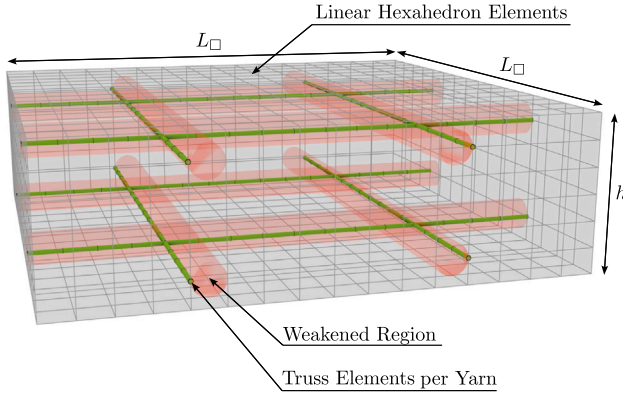 Linear Hexahedron Elements
L□
L□
h
Weakened Region
Truss Elements per Yarn